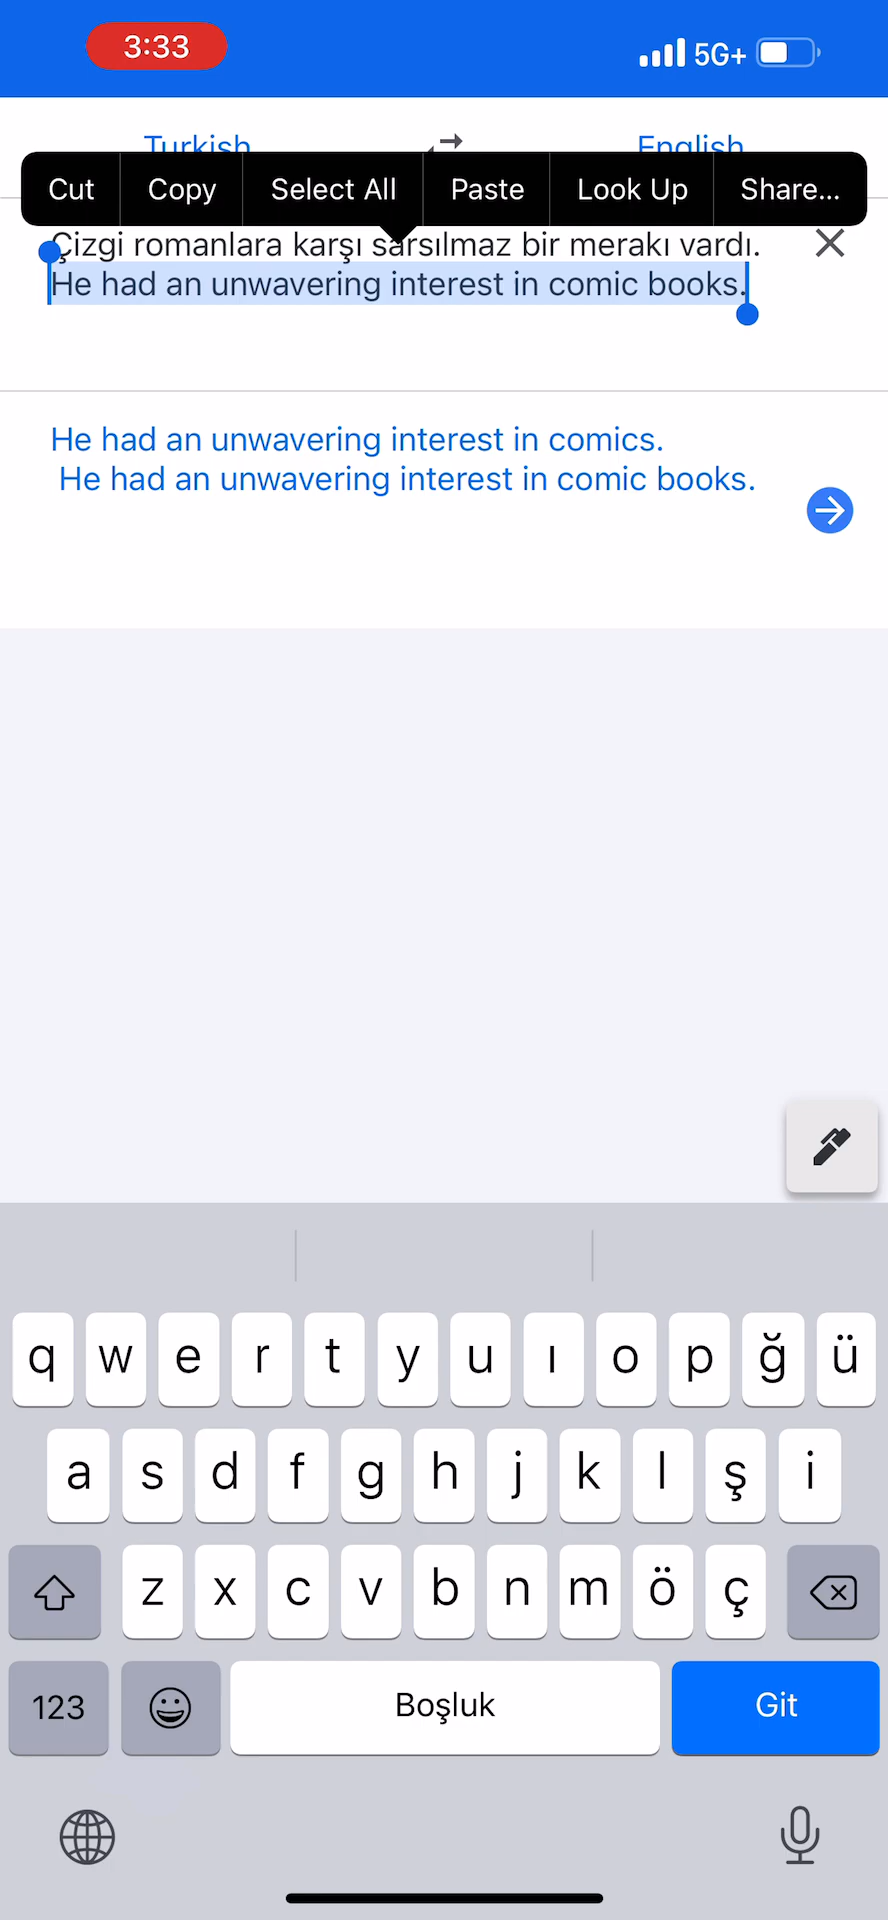 3:33
5G+
Turkish
English
Cut Copy Select All Paste Look Up Share...
Çizgi romanlara karşı sarsılmaz bir merakı vardı.
He had an unwavering interest in comic books.
He had an unwavering interest in comics.
He had an unwavering interest in comic books.
q w e r t y u ı o p ğ ü
a s d f g h j k l ş i
z x c v b n m ö ç
123 Boşluk Git